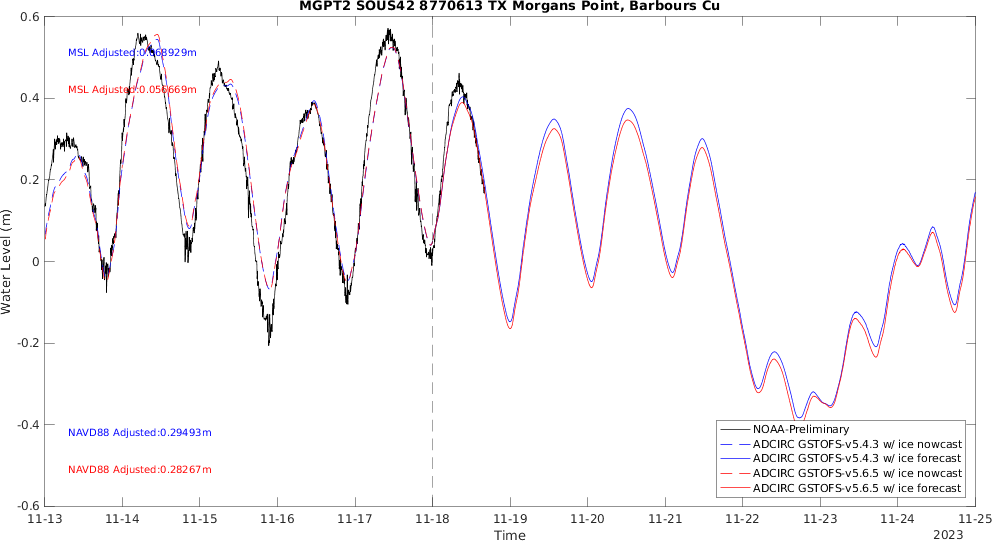 MGPT2 SOUS42 8770613 TX Morgans Point, Barbours Cu
0.6
0.4
0.2
0
-0.2
-0.4
-0.6
Water Level (m)
MSL Adjusted:0.068929m
MSL Adjusted:0.056669m
NAVD88 Adjusted:0.29493m
NAVD88 Adjusted:0.28267m
NOAA-Preliminary
ADCIRC GSTOFS-v5.4.3 w/ ice nowcast
ADCIRC GSTOFS-v5.4.3 w/ ice forecast
ADCIRC GSTOFS-v5.6.5 w/ ice nowcast
ADCIRC GSTOFS-v5.6.5 w/ ice forecast
11-13 11-14 11-15 11-16 11-17 11-18 11-19 11-20 11-21 11-22 11-23 11-24 11-25
Time
2023